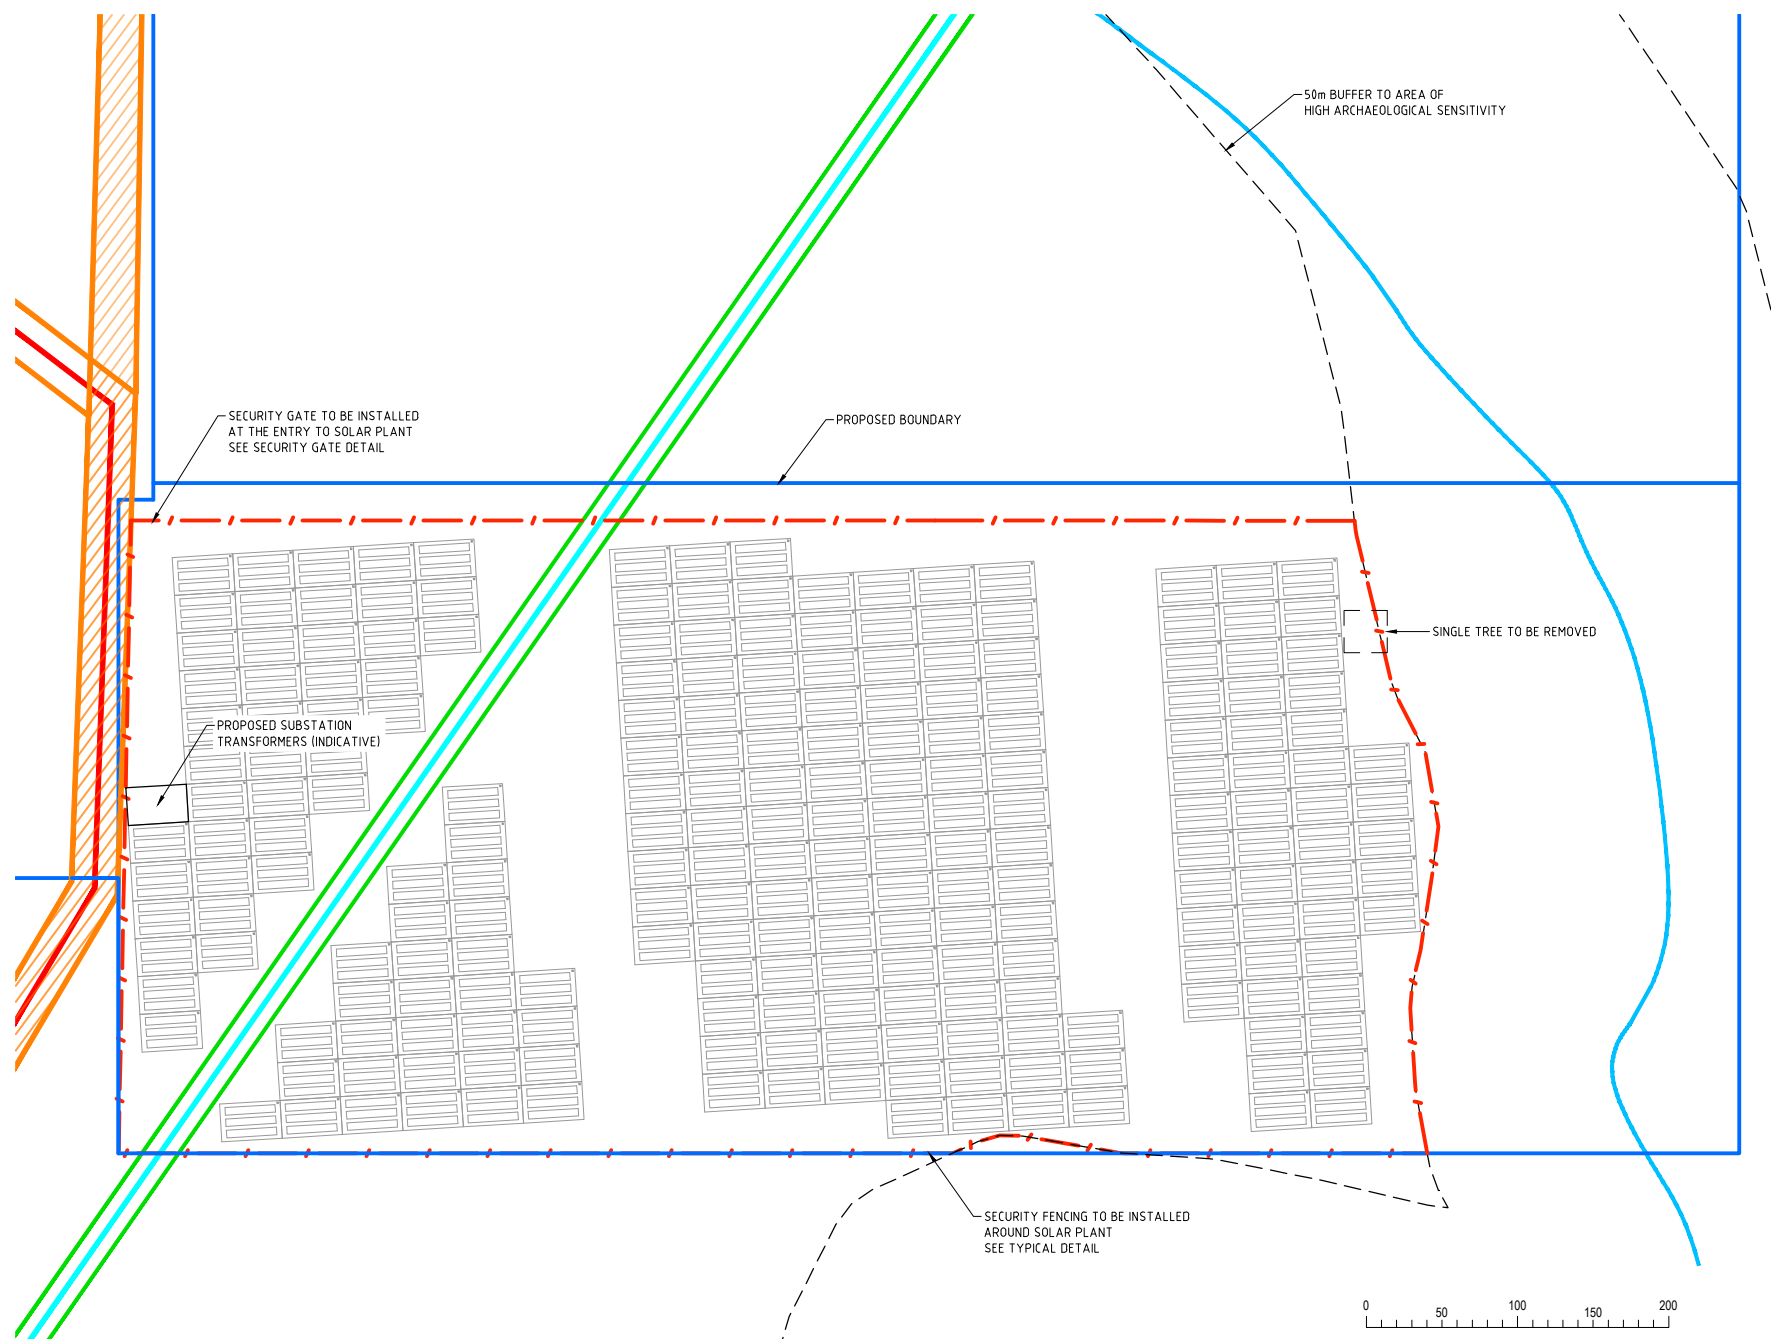 50m BUFFER TO AREA OF
HIGH ARCHAEOLOGICAL SENSITIVITY
SECURITY GATE TO BE INSTALLED
AT THE ENTRY TO SOLAR PLANT
SEE SECURITY GATE DETAIL
PROPOSED BOUNDARY
SINGLE TREE TO BE REMOVED
PROPOSED SUBSTATION
TRANSFORMERS (INDICATIVE)
SECURITY FENCING TO BE INSTALLED
AROUND SOLAR PLANT
SEE TYPICAL DETAIL
0 50 100 150 200